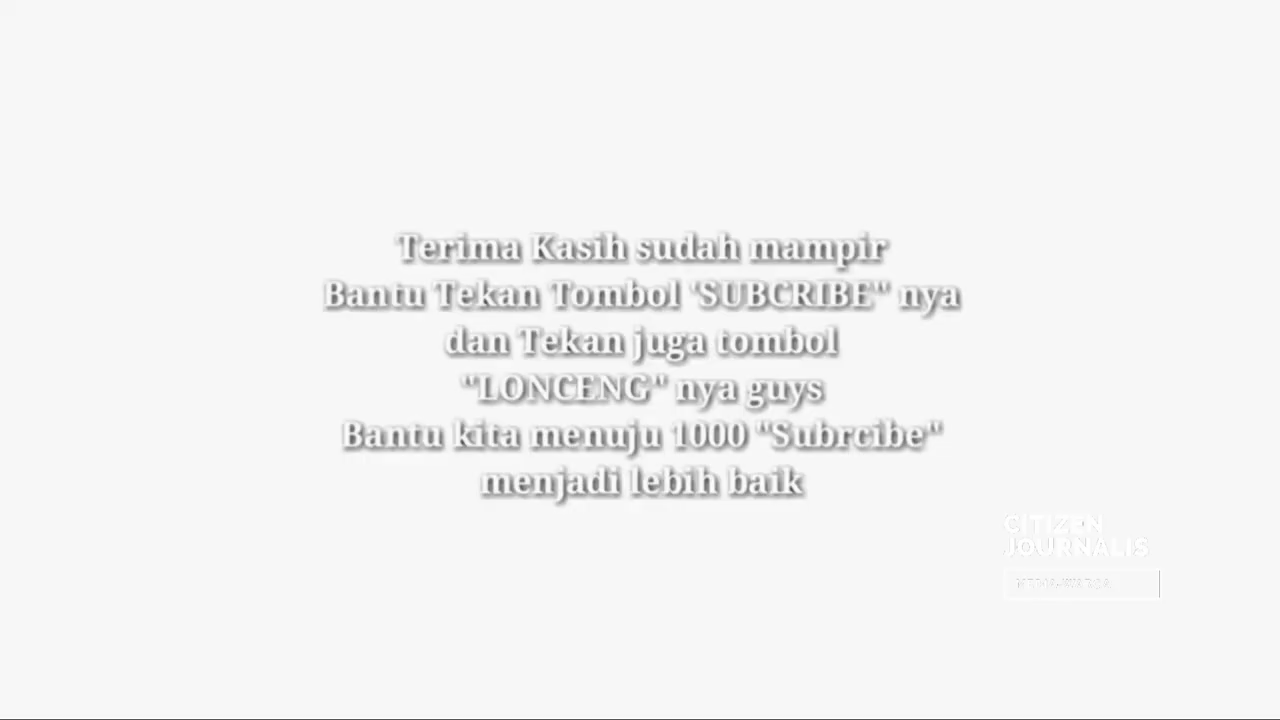 Terima Kasih sudah mampir
Bantu Tekan Tombol 'SUBCRIBE" nya
dan Tekan juga tombol
"LONCENG" nya guys
Bantu kita menuju 1000 "Subrcibe"
menjadi lebih baik
CITIZEN
JOURNALIS